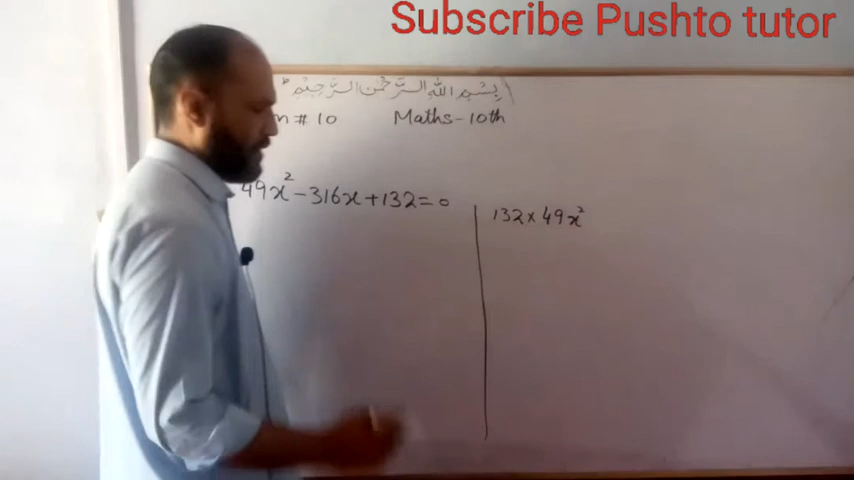 Subscribe Pushto tutor
بِسْمِ اللّٰهِ الرَّحْمٰنِ الرَّحِيْمِ
# 10 Maths-10th
49x² - 316x + 132 = 0
132 x 49x²